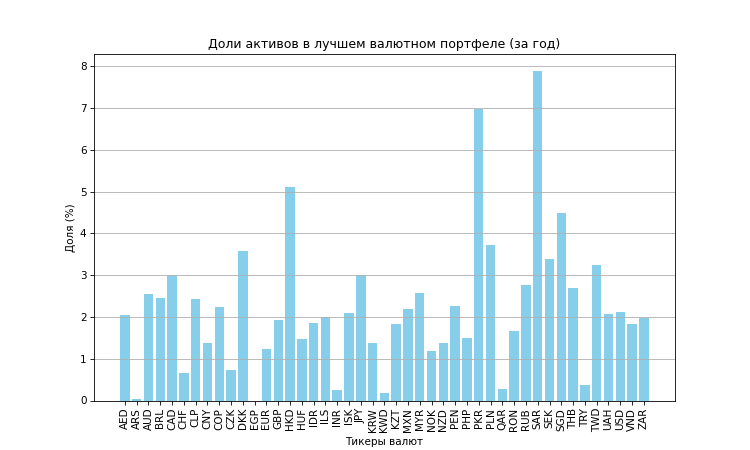 Доли активов в лучшем валютном портфеле (за год)
8
7
6
5
4
3
2
1
0
Доля (%)
AED ARS AUD BRL CAD CHF CLP CNY COP CZK DKK EGP EUR GBP HKD HUF IDR ILS INR ISK JPY KRW KWD KZT MXN MYR NOK NZD PEN PHP PKR PLN QAR RON RUB SAR SEK SGD THB TRY TWD UAH USD VND ZAR
Тикеры валют